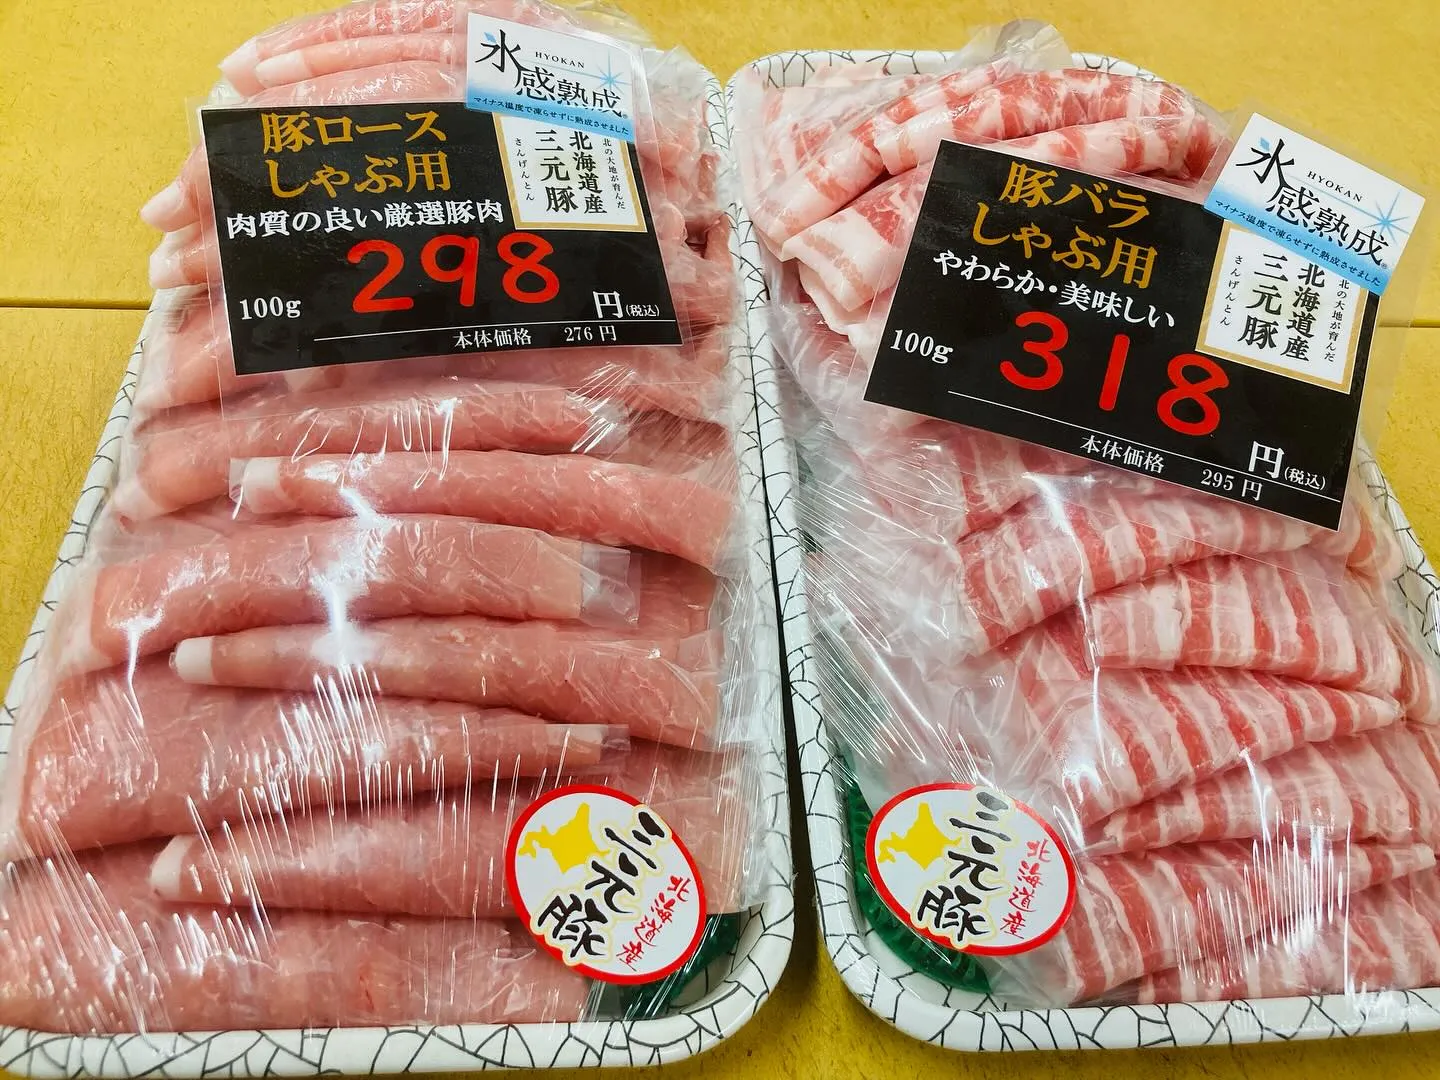 氷感熟成
HYOKAN
マイナス温度で凍らせずに熟成させました
豚ロース
しゃぶ用
肉質の良い厳選豚肉
100g
298
円(税込)
本体価格 276円
北の大地が育んだ
北海道産
三元豚
さんげんとん
三元豚
北海道産
氷感熟成
HYOKAN
マイナス温度で凍らせずに熟成させました
豚バラ
しゃぶ用
やわらか・美味しい
100g
318
円(税込)
本体価格 295円
北の大地が育んだ
北海道産
三元豚
さんげんとん
三元豚
北海道産